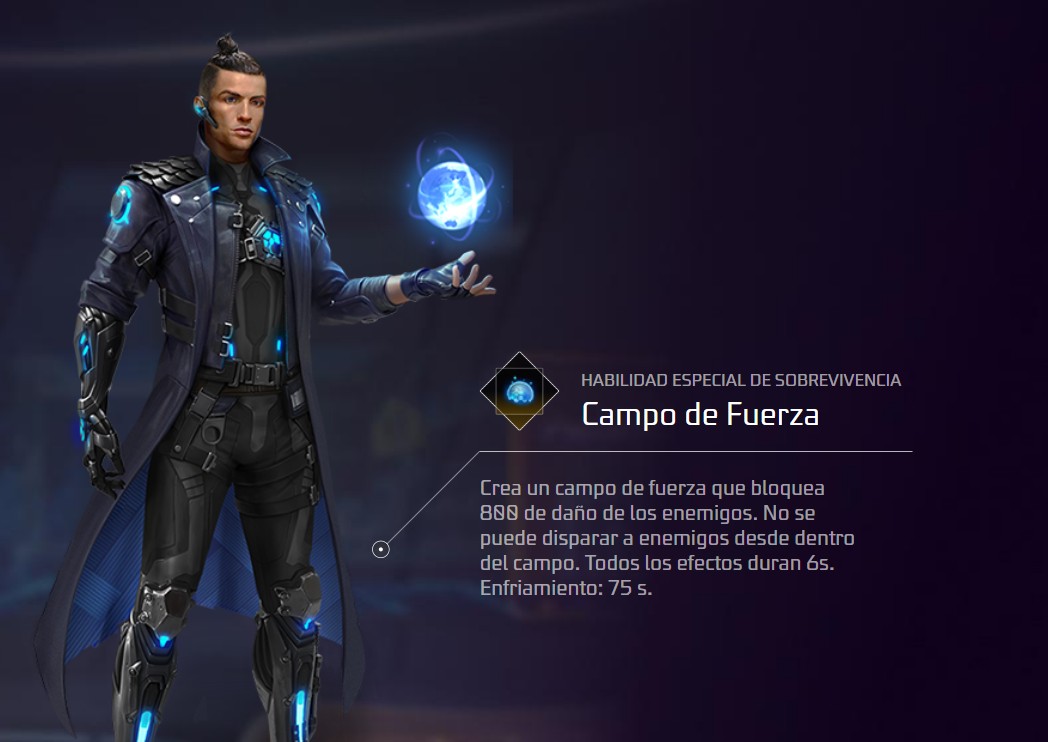 HABILIDAD ESPECIAL DE SOBREVIVENCIA
Campo de Fuerza
Crea un campo de fuerza que bloquea
800 de daño de los enemigos. No se
puede disparar a enemigos desde dentro
del campo. Todos los efectos duran 6s.
Enfriamiento: 75 s.